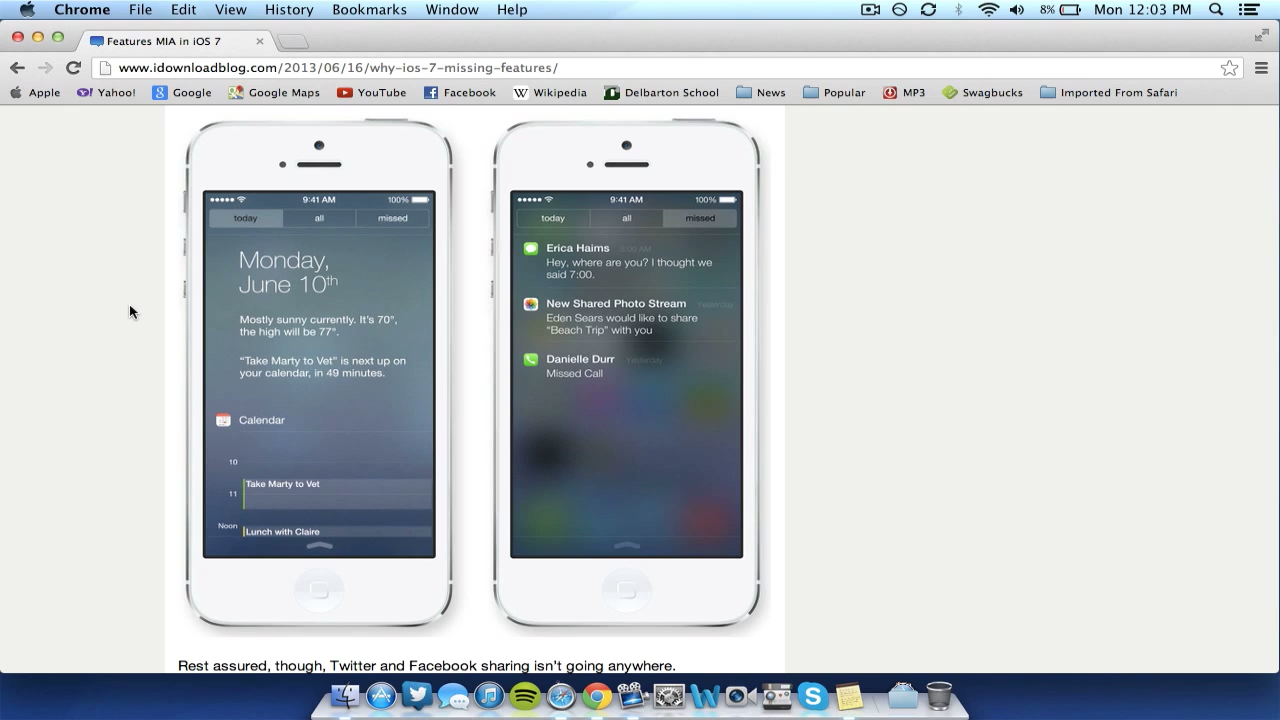 Chrome File Edit View History Bookmarks Window Help 8% Mon 12:03 PM
Features MIA in iOS 7
www.idownloadblog.com/2013/06/16/why-ios-7-missing-features/
Apple Yahoo! Google Google Maps YouTube Facebook Wikipedia Delbarton School News Popular MP3 Swagbucks Imported From Safari
9:41 AM 100%
today all missed
Monday,
June 10th
Mostly sunny currently. It's 70°,
the high will be 77°.
“Take Marty to Vet” is next up on
your calendar, in 49 minutes.
Calendar
10
Take Marty to Vet
11
Noon
Lunch with Claire
9:41 AM 100%
today all missed
Erica Haims 9:00 AM
Hey, where are you? I thought we
said 7:00.
New Shared Photo Stream Yesterday
Eden Sears would like to share
“Beach Trip” with you
Danielle Durr Yesterday
Missed Call
Rest assured, though, Twitter and Facebook sharing isn't going anywhere.